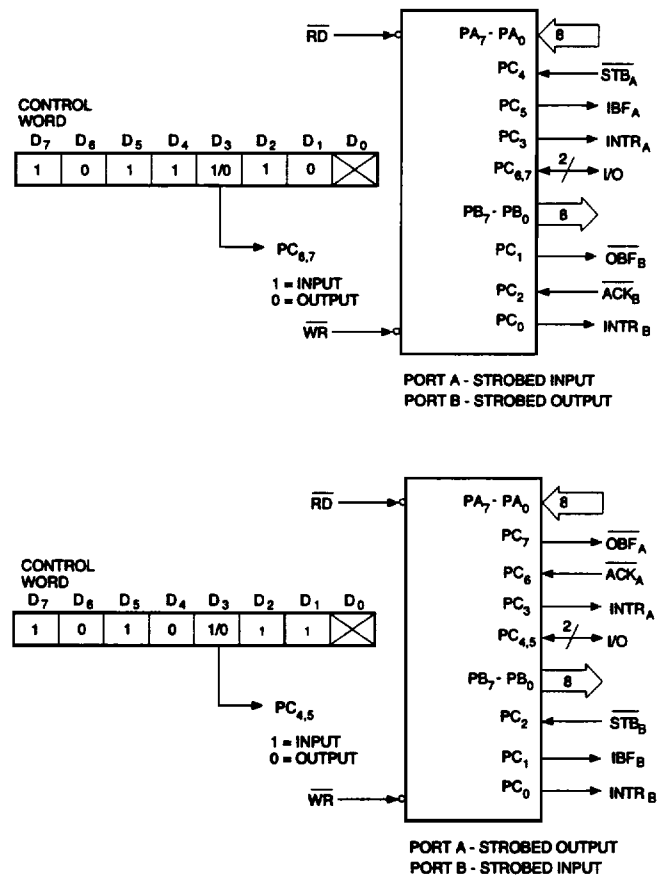 RD
PA7 - PA0
8
PC4
STBA
PC5
IBFA
PC3
INTRA
PC6,7
2
I/O
PB7 - PB0
8
PC1
OBFB
PC2
ACKB
PC0
INTR B
WR
CONTROL
WORD
D7 D6 D5 D4 D3 D2 D1 D0
1 0 1 1 1/0 1 0
PC6,7
1 = INPUT
0 = OUTPUT
PORT A - STROBED INPUT
PORT B - STROBED OUTPUT
RD
PA7 - PA0
8
PC7
OBFA
PC6
ACKA
PC3
INTRA
PC4,5
2
I/O
PB7 - PB0
8
PC2
STBB
PC1
IBFB
PC0
INTR B
WR
CONTROL
WORD
D7 D6 D5 D4 D3 D2 D1 D0
1 0 1 0 1/0 1 1
PC4,5
1 = INPUT
0 = OUTPUT
PORT A - STROBED OUTPUT
PORT B - STROBED INPUT